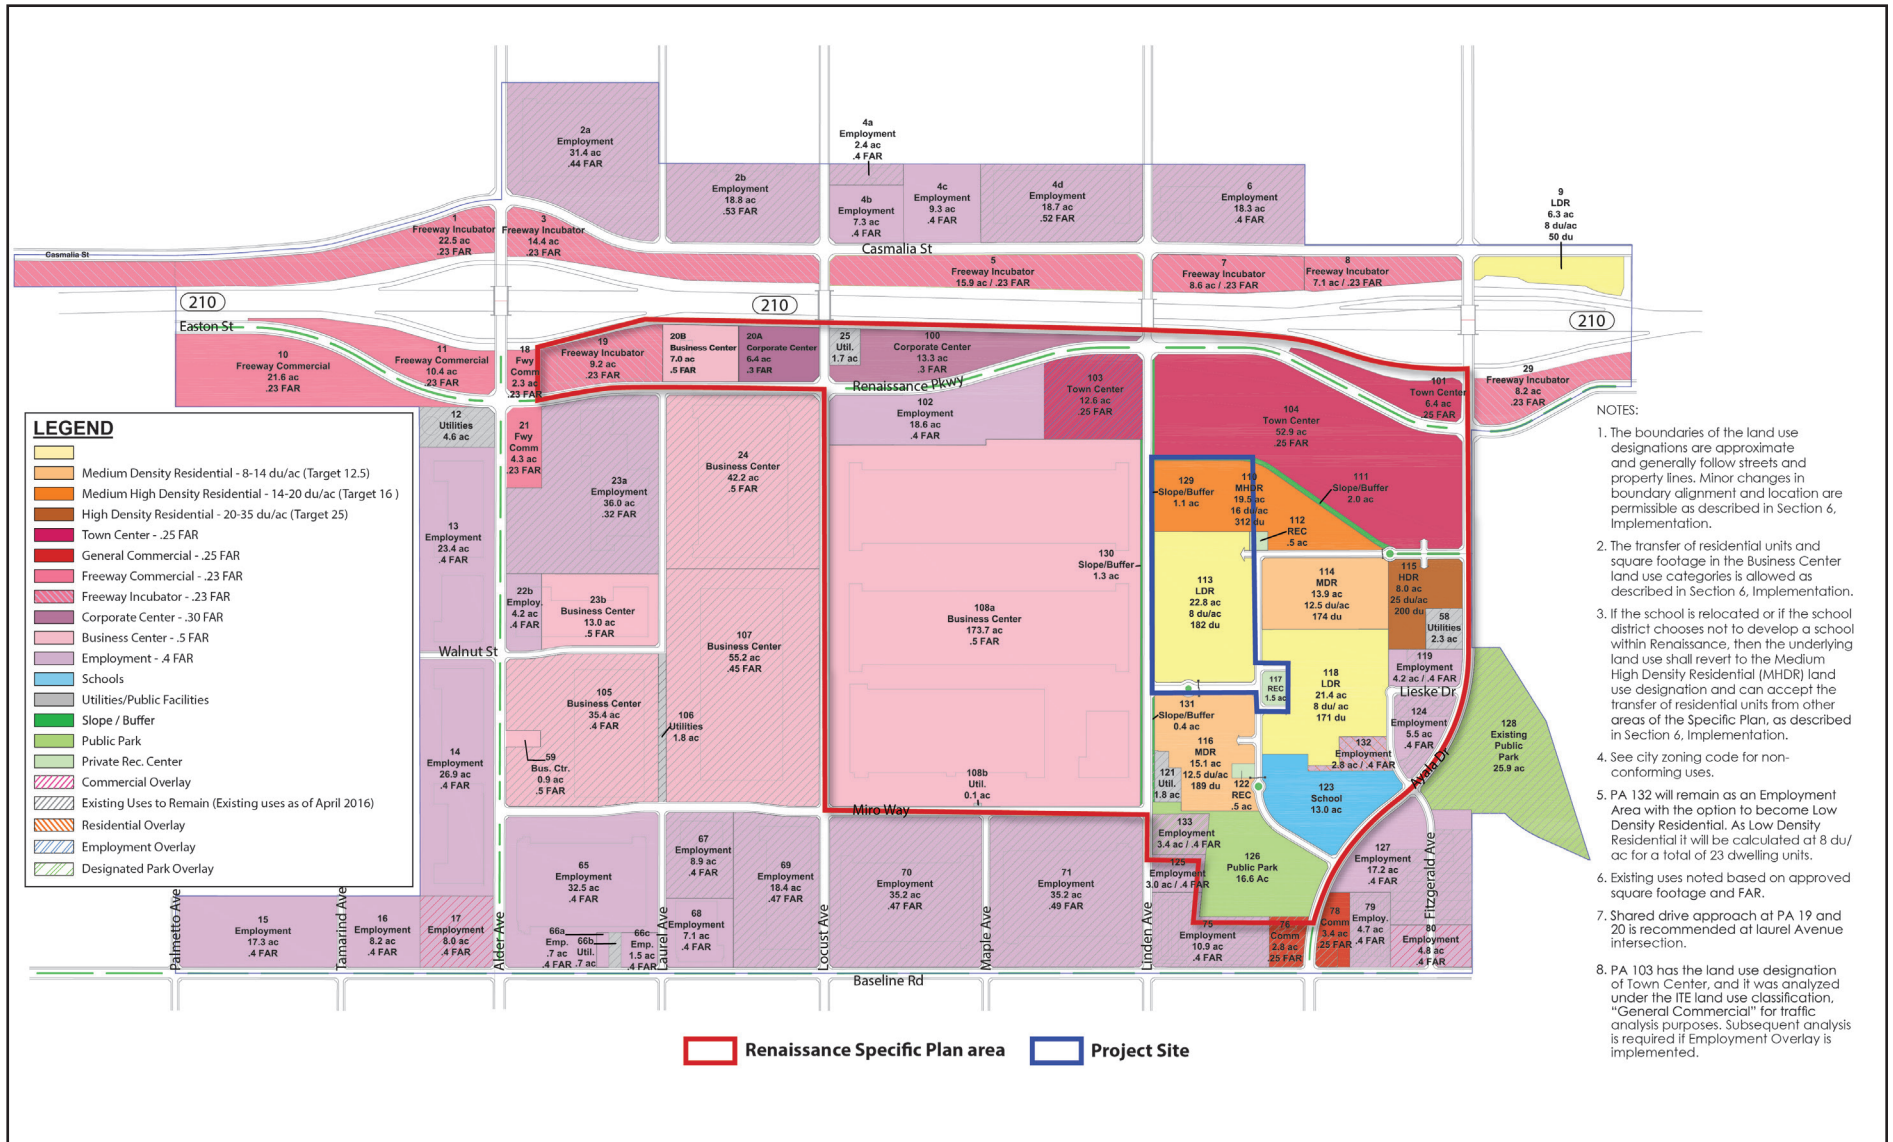 2a
Employment
31.4 ac
.44 FAR
2b
Employment
18.8 ac
.53 FAR
4a
Employment
2.4 ac
.4 FAR
4b
Employment
7.3 ac
.4 FAR
4c
Employment
9.3 ac
.4 FAR
4d
Employment
18.7 ac
.52 FAR
6
Employment
18.3 ac
.4 FAR
9
LDR
6.3 ac
8 du/ac
50 du
1
Freeway Incubator
22.5 ac
.23 FAR
3
Freeway Incubator
14.4 ac
.23 FAR
Casmalia St
Casmalia St
5
Freeway Incubator
15.9 ac / .23 FAR
7
Freeway Incubator
8.6 ac / .23 FAR
8
Freeway Incubator
7.1 ac / .23 FAR
210
210
210
Easton St
10
Freeway Commercial
21.6 ac
.23 FAR
11
Freeway Commercial
10.4 ac
.23 FAR
18
Fwy
Comm
2.3 ac
.23 FAR
19
Freeway Incubator
9.2 ac
.23 FAR
20B
Business Center
7.0 ac
.5 FAR
20A
Corporate Center
6.4 ac
.3 FAR
25
Util.
1.7 ac
100
Corporate Center
13.3 ac
.3 FAR
Renaissance Pkwy
101
Town Center
6.4 ac
.25 FAR
29
Freeway Incubator
8.2 ac
.23 FAR
102
Employment
18.6 ac
.4 FAR
103
Town Center
12.6 ac
.25 FAR
104
Town Center
52.9 ac
.25 FAR
12
Utilities
4.6 ac
21
Fwy
Comm
4.3 ac
.23 FAR
23a
Employment
36.0 ac
.32 FAR
24
Business Center
42.2 ac
.5 FAR
13
Employment
23.4 ac
.4 FAR
22b
Employ.
4.2 ac
.4 FAR
23b
Business Center
13.0 ac
.5 FAR
107
Business Center
55.2 ac
.45 FAR
Walnut St
105
Business Center
35.4 ac
.4 FAR
106
Utilities
1.8 ac
59
Bus. Ctr.
0.9 ac
.5 FAR
14
Employment
26.9 ac
.4 FAR
108a
Business Center
173.7 ac
.5 FAR
108b
Util.
0.1 ac
130
Slope/Buffer
1.3 ac
129
Slope/Buffer
1.1 ac
110
MHDR
19.5 ac
16 du/ac
312 du
111
Slope/Buffer
2.0 ac
112
REC
.5 ac
113
LDR
22.8 ac
8 du/ac
182 du
114
MDR
13.9 ac
12.5 du/ac
174 du
115
HDR
8.0 ac
25 du/ac
200 du
58
Utilities
2.3 ac
117
REC
1.5 ac
118
LDR
21.4 ac
8 du/ ac
171 du
119
Employment
4.2 ac / .4 FAR
Lieske Dr
124
Employment
5.5 ac
.4 FAR
128
Existing
Public
Park
25.9 ac
131
Slope/Buffer
0.4 ac
116
MDR
15.1 ac
12.5 du/ac
189 du
121
Util.
1.8 ac
122
REC
.5 ac
132
Employment
2.8 ac / .4 FAR
123
School
13.0 ac
Ayala Dr
Miro Way
133
Employment
3.4 ac / .4 FAR
125
Employment
3.0 ac / .4 FAR
126
Public Park
16.6 Ac
127
Employment
17.2 ac
.4 FAR
65
Employment
32.5 ac
.4 FAR
67
Employment
8.9 ac
.4 FAR
68
Employment
7.1 ac
.4 FAR
69
Employment
18.4 ac
.47 FAR
70
Employment
35.2 ac
.47 FAR
71
Employment
35.2 ac
.49 FAR
75
Employment
10.9 ac
.4 FAR
76
Comm
2.8 ac
.25 FAR
78
Comm
3.4 ac
.25 FAR
79
Employ.
4.7 ac
.4 FAR
80
Employment
4.8 ac
.4 FAR
15
Employment
17.3 ac
.4 FAR
16
Employment
8.2 ac
.4 FAR
17
Employment
8.0 ac
.4 FAR
66a
Emp.
.7 ac
.4 FAR
66b
Util.
.7 ac
66c
Emp.
1.5 ac
.4 FAR
Palmetto Ave
Tamarind Ave
Alder Ave
Laurel Ave
Locust Ave
Maple Ave
Linden Ave
Fitzgerald Ave
Baseline Rd
LEGEND
Medium Density Residential - 8-14 du/ac (Target 12.5)
Medium High Density Residential - 14-20 du/ac (Target 16 )
High Density Residential - 20-35 du/ac (Target 25)
Town Center - .25 FAR
General Commercial - .25 FAR
Freeway Commercial - .23 FAR
Freeway Incubator - .23 FAR
Corporate Center - .30 FAR
Business Center - .5 FAR
Employment - .4 FAR
Schools
Utilities/Public Facilities
Slope / Buffer
Public Park
Private Rec. Center
Commercial Overlay
Existing Uses to Remain (Existing uses as of April 2016)
Residential Overlay
Employment Overlay
Designated Park Overlay
NOTES:
1. The boundaries of the land use
designations are approximate
and generally follow streets and
property lines. Minor changes in
boundary alignment and location are
permissible as described in Section 6,
Implementation.
2. The transfer of residential units and
square footage in the Business Center
land use categories is allowed as
described in Section 6, Implementation.
3. If the school is relocated or if the school
district chooses not to develop a school
within Renaissance, then the underlying
land use shall revert to the Medium
High Density Residential (MHDR) land
use designation and can accept the
transfer of residential units from other
areas of the Specific Plan, as described
in Section 6, Implementation.
4. See city zoning code for non-
conforming uses.
5. PA 132 will remain as an Employment
Area with the option to become Low
Density Residential. As Low Density
Residential it will be calculated at 8 du/
ac for a total of 23 dwelling units.
6. Existing uses noted based on approved
square footage and FAR.
7. Shared drive approach at PA 19 and
20 is recommended at laurel Avenue
intersection.
8. PA 103 has the land use designation
of Town Center, and it was analyzed
under the ITE land use classification,
“General Commercial” for traffic
analysis purposes. Subsequent analysis
is required if Employment Overlay is
implemented.
Renaissance Specific Plan area
Project Site